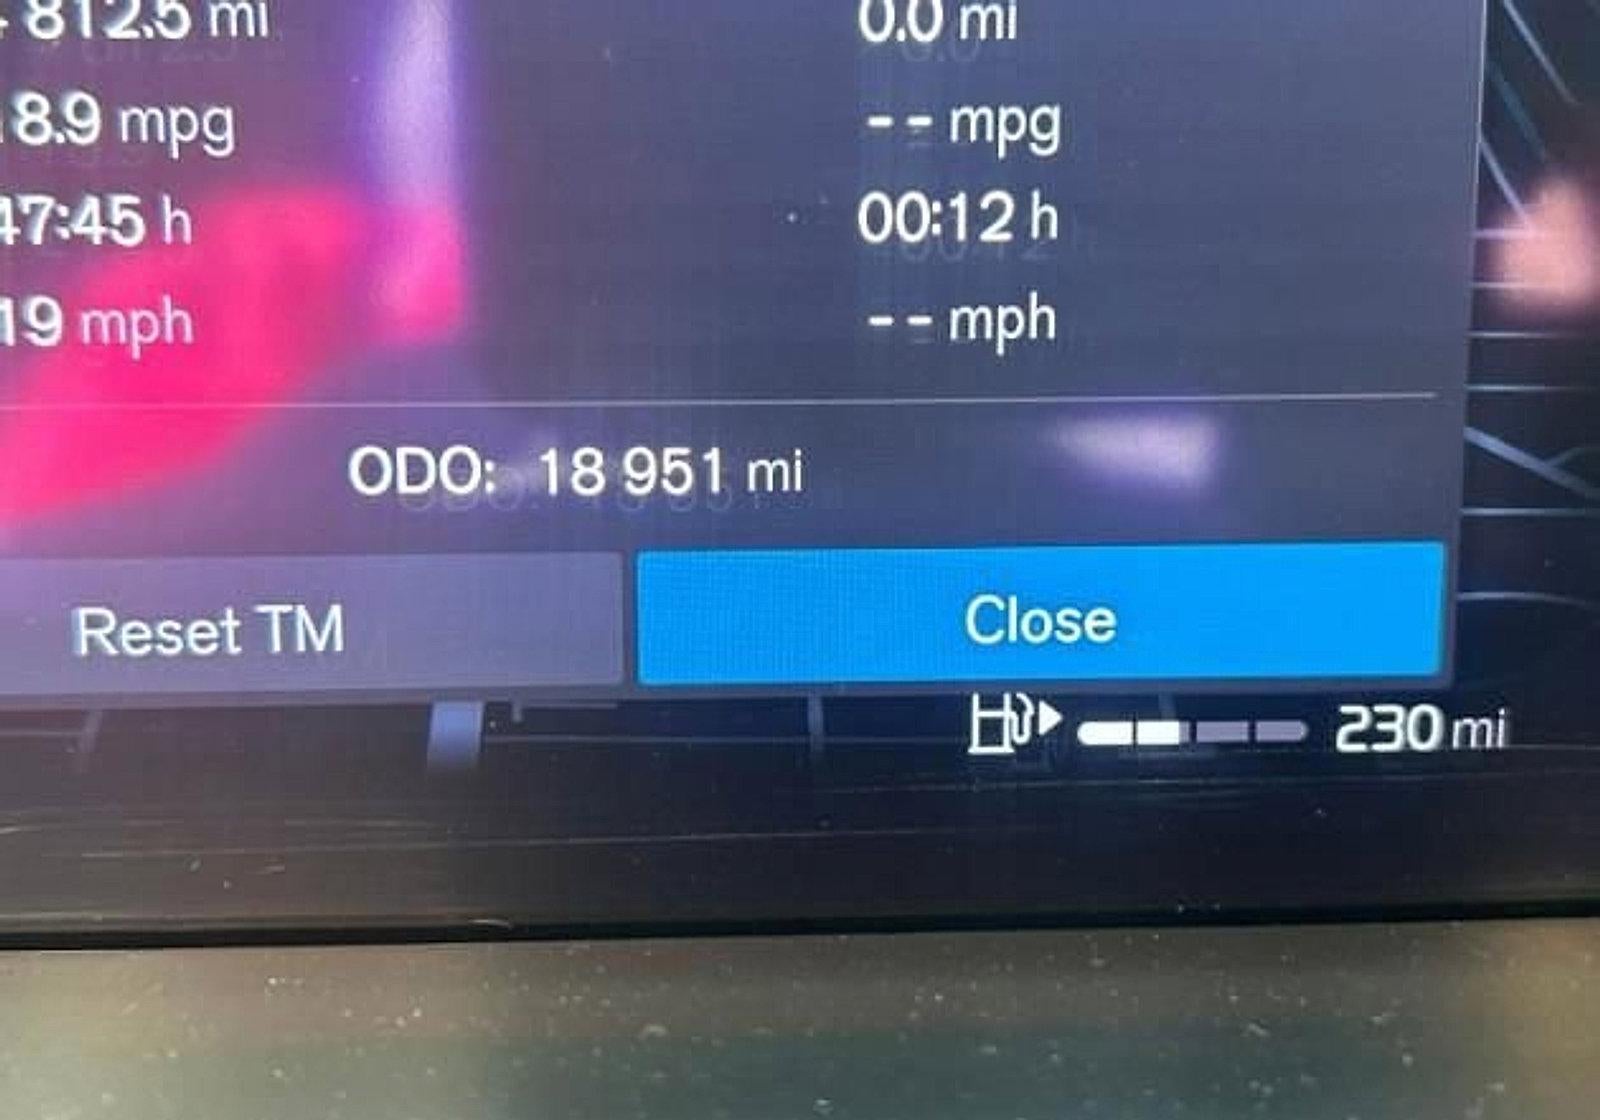 812.5 mi 0.0 mi
8.9 mpg -- mpg
47:45 h 00:12 h
19 mph -- mph
ODO: 18 951 mi
Reset TM Close
230 mi